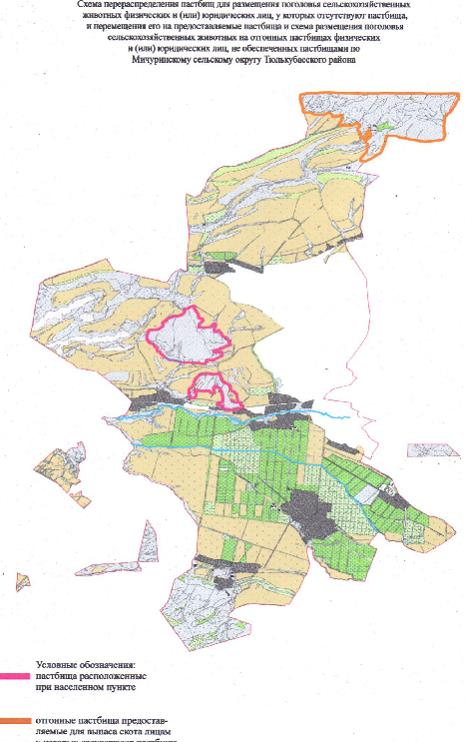 Схема перераспределения пастбищ для размещения поголовья сельскохозяйственных
животных физических и (или) юридических лиц, у которых отсутствуют пастбища,
и перемещения его на предоставляемые пастбища и схема размещения поголовья
сельскохозяйственных животных на отгонных пастбищах физических
и (или) юридических лиц, не обеспеченных пастбищами по
Мичуринскому сельскому округу Тюлькубасского района
Условные обозначения:
пастбища расположенные
при населенном пункте
отгонные пастбища предостав-
ляемые для выпаса скота лицам